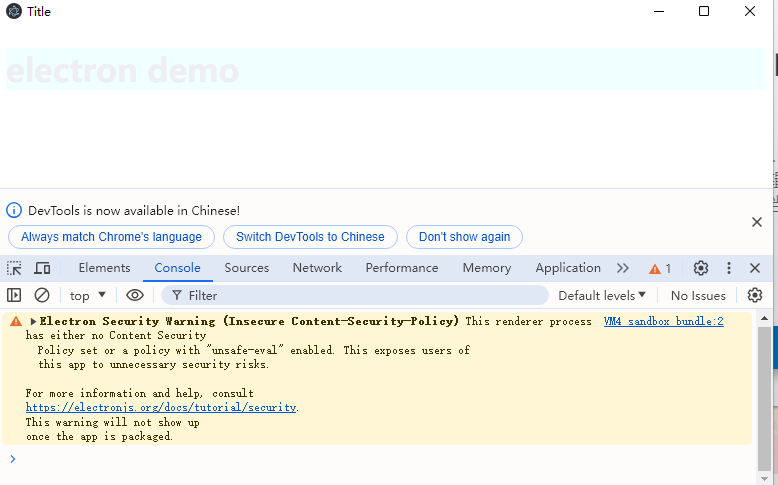 Title
electron demo
DevTools is now available in Chinese!
Always match Chrome's language Switch DevTools to Chinese Don't show again
Elements Console Sources Network Performance Memory Application 1
top Filter Default levels No Issues
Electron Security Warning (Insecure Content-Security-Policy) This renderer process VM4 sandbox bundle:2
has either no Content Security
Policy set or a policy with "unsafe-eval" enabled. This exposes users of
this app to unnecessary security risks.
For more information and help, consult
https://electronjs.org/docs/tutorial/security.
This warning will not show up
once the app is packaged.